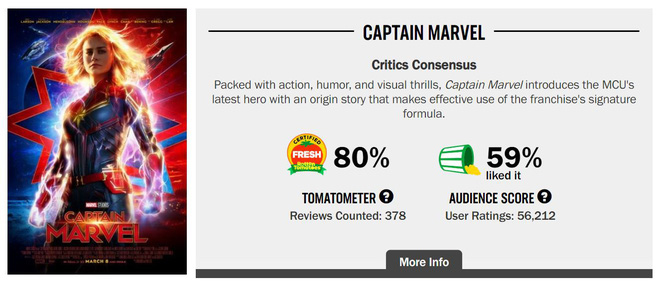 CAPTAIN MARVEL
Critics Consensus
Packed with action, humor, and visual thrills, Captain Marvel introduces the MCU's
latest hero with an origin story that makes effective use of the franchise's signature
formula.
CERTIFIED
FRESH
Rotten
Tomatoes
80%
59%
liked it
TOMATOMETER ?
AUDIENCE SCORE ?
Reviews Counted: 378
User Ratings: 56,212
More Info
MARVEL STUDIOS
CAPTAIN
MARVEL
MARCH 8